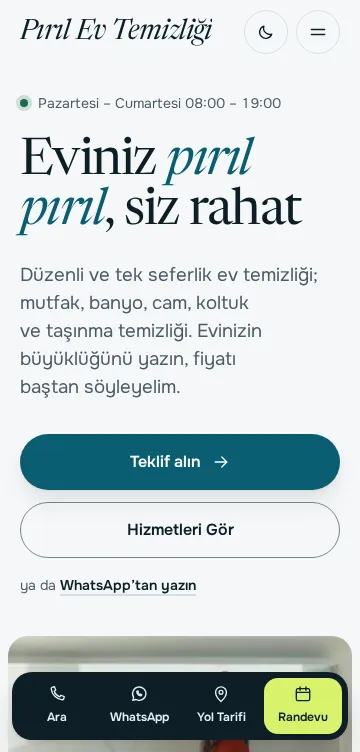 Pırıl Ev Temizliği
Pazartesi – Cumartesi 08:00 – 19:00
Eviniz pırıl
pırıl, siz rahat
Düzenli ve tek seferlik ev temizliği;
mutfak, banyo, cam, koltuk
ve taşınma temizliği. Evinizin
büyüklüğünü yazın, fiyatı
baştan söyleyelim.
Teklif alın →
Hizmetleri Gör
ya da WhatsApp’tan yazın
Ara WhatsApp Yol Tarifi Randevu